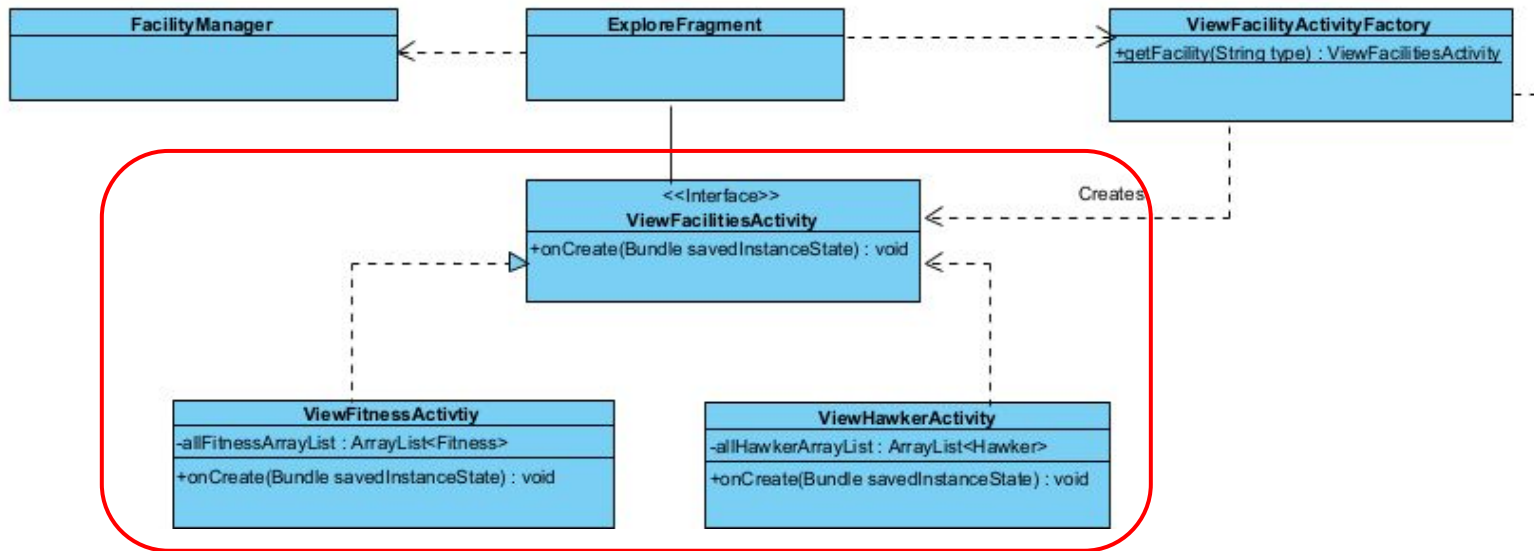 FacilityManager
ExploreFragment
ViewFacilityActivityFactory
+getFacility(String type) : ViewFacilitiesActivity
<<Interface>>
ViewFacilitiesActivity
+onCreate(Bundle savedInstanceState) : void
Creates
ViewFitnessActivtiy
-allFitnessArrayList : ArrayList<Fitness>
+onCreate(Bundle savedInstanceState) : void
ViewHawkerActivity
-allHawkerArrayList : ArrayList<Hawker>
+onCreate(Bundle savedInstanceState) : void